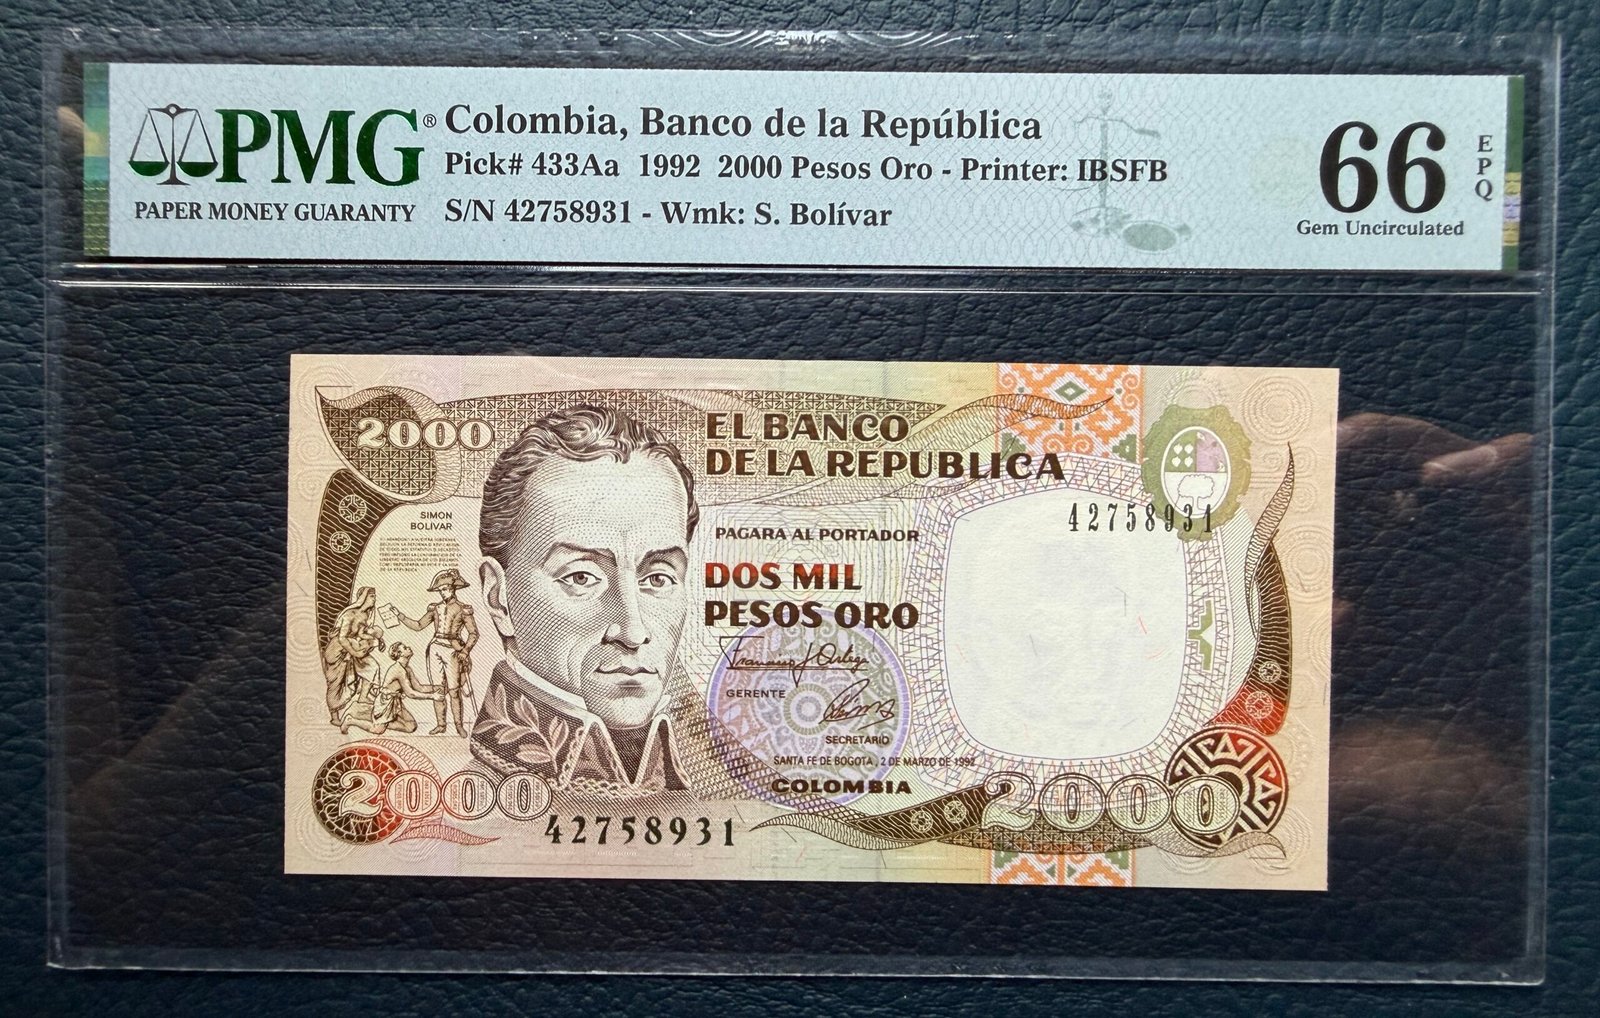 PMG®
PAPER MONEY GUARANTY
Colombia, Banco de la República
Pick# 433Aa 1992 2000 Pesos Oro - Printer: IBSFB
S/N 42758931 - Wmk: S. Bolívar
66
EPQ
Gem Uncirculated
2000
EL BANCO
DE LA REPUBLICA
42758931
SIMON
BOLIVAR
PAGARA AL PORTADOR
DOS MIL
PESOS ORO
GERENTE
SECRETARIO
SANTA FE DE BOGOTA, 2 DE MARZO DE 1992
COLOMBIA
2000
2000
42758931